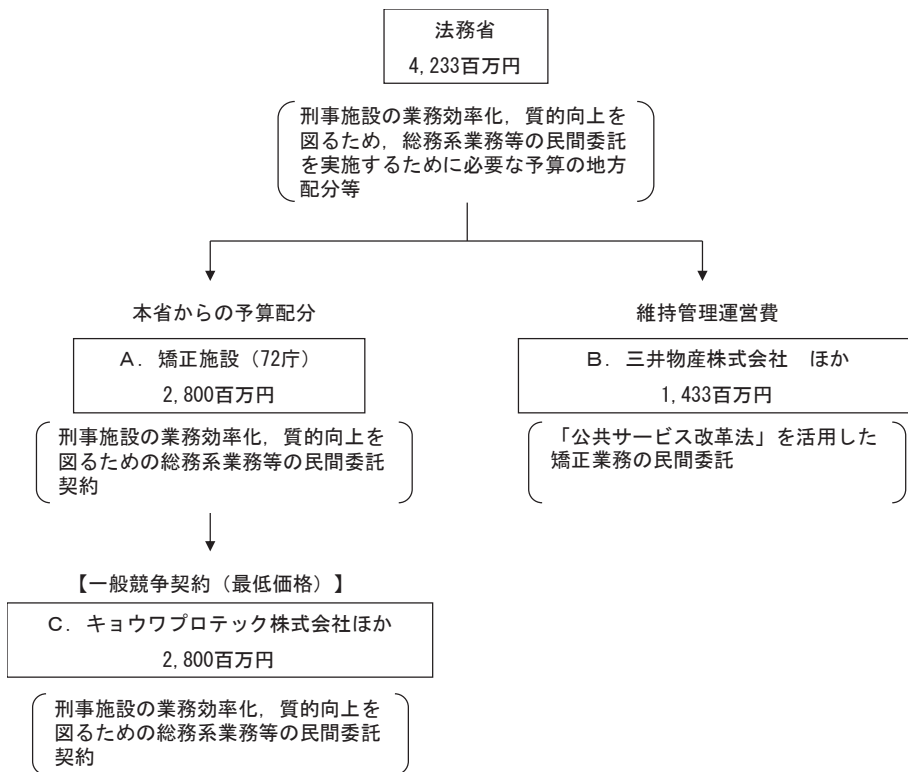 法務省
4,233百万円
刑事施設の業務効率化，質的向上を
図るため，総務系業務等の民間委託
を実施するために必要な予算の地方
配分等
本省からの予算配分
A．矯正施設（72庁）
2,800百万円
刑事施設の業務効率化，質的向上を
図るための総務系業務等の民間委託
契約
維持管理運営費
B．三井物産株式会社　ほか
1,433百万円
「公共サービス改革法」を活用した
矯正業務の民間委託
【一般競争契約（最低価格）】
C．キョウワプロテック株式会社ほか
2,800百万円
刑事施設の業務効率化，質的向上を
図るための総務系業務等の民間委託
契約